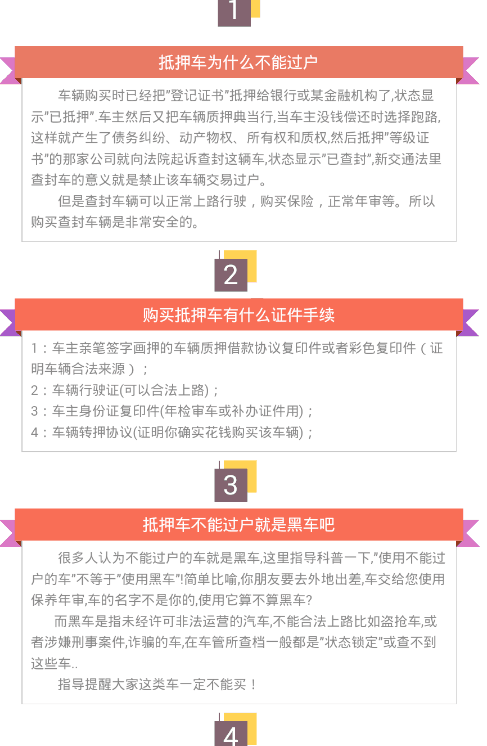 1
抵押车为什么不能过户
车辆购买时已经把"登记证书"抵押给银行或某金融机构了,状态显
示"已抵押".车主然后又把车辆质押典当行,当车主没钱偿还时选择跑路,
这样就产生了债务纠纷、动产物权、所有权和质权,然后抵押"等级证
书"的那家公司就向法院起诉查封这辆车,状态显示"已查封",新交通法里
查封车的意义就是禁止该车辆交易过户。
但是查封车辆可以正常上路行驶，购买保险，正常年审等。所以
购买查封车辆是非常安全的。
2
购买抵押车有什么证件手续
1：车主亲笔签字画押的车辆质押借款协议复印件或者彩色复印件（证
明车辆合法来源）；
2：车辆行驶证(可以合法上路)；
3：车主身份证复印件(年检审车或补办证件用)；
4：车辆转押协议(证明你确实花钱购买该车辆)；
3
抵押车不能过户就是黑车吧
很多人认为不能过户的车就是黑车,这里指导科普一下,"使用不能过
户的车"不等于"使用黑车"!简单比喻,你朋友要去外地出差,车交给您使用
保养年审,车的名字不是你的,使用它算不算黑车?
而黑车是指未经许可非法运营的汽车,不能合法上路比如盗抢车,或
者涉嫌刑事案件,诈骗的车,在车管所查档一般都是"状态锁定"或查不到
这些车..
指导提醒大家这类车一定不能买！
4